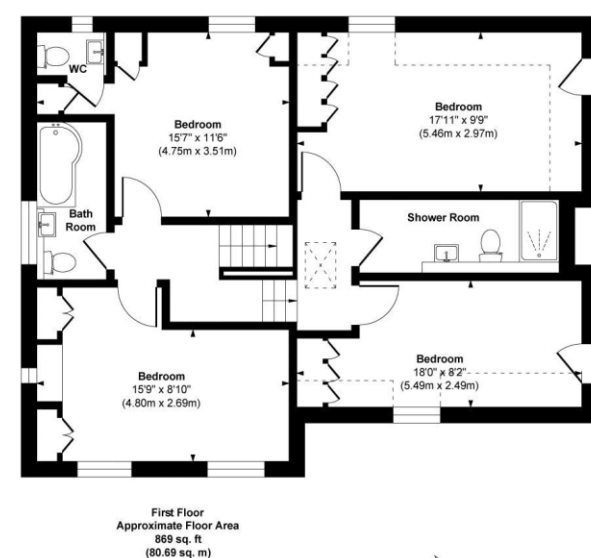 WC
Bedroom
15'7" x 11'6"
(4.75m x 3.51m)
Bedroom
17'11" x 9'9"
(5.46m x 2.97m)
Bath
Room
Shower Room
Bedroom
15'9" x 8'10"
(4.80m x 2.69m)
Bedroom
18'0" x 8'2"
(5.49m x 2.49m)
First Floor
Approximate Floor Area
869 sq. ft
(80.69 sq. m)